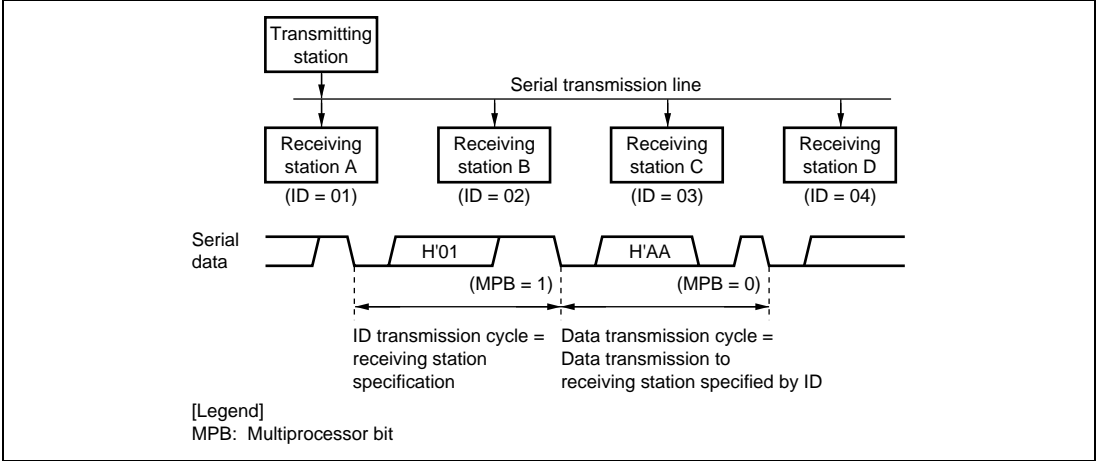 Transmitting
station
Serial transmission line
Receiving
station A
(ID = 01)
Receiving
station B
(ID = 02)
Receiving
station C
(ID = 03)
Receiving
station D
(ID = 04)
Serial
data
H'01
(MPB = 1)
H'AA
(MPB = 0)
ID transmission cycle =
receiving station
specification
Data transmission cycle =
Data transmission to
receiving station specified by ID
[Legend]
MPB: Multiprocessor bit